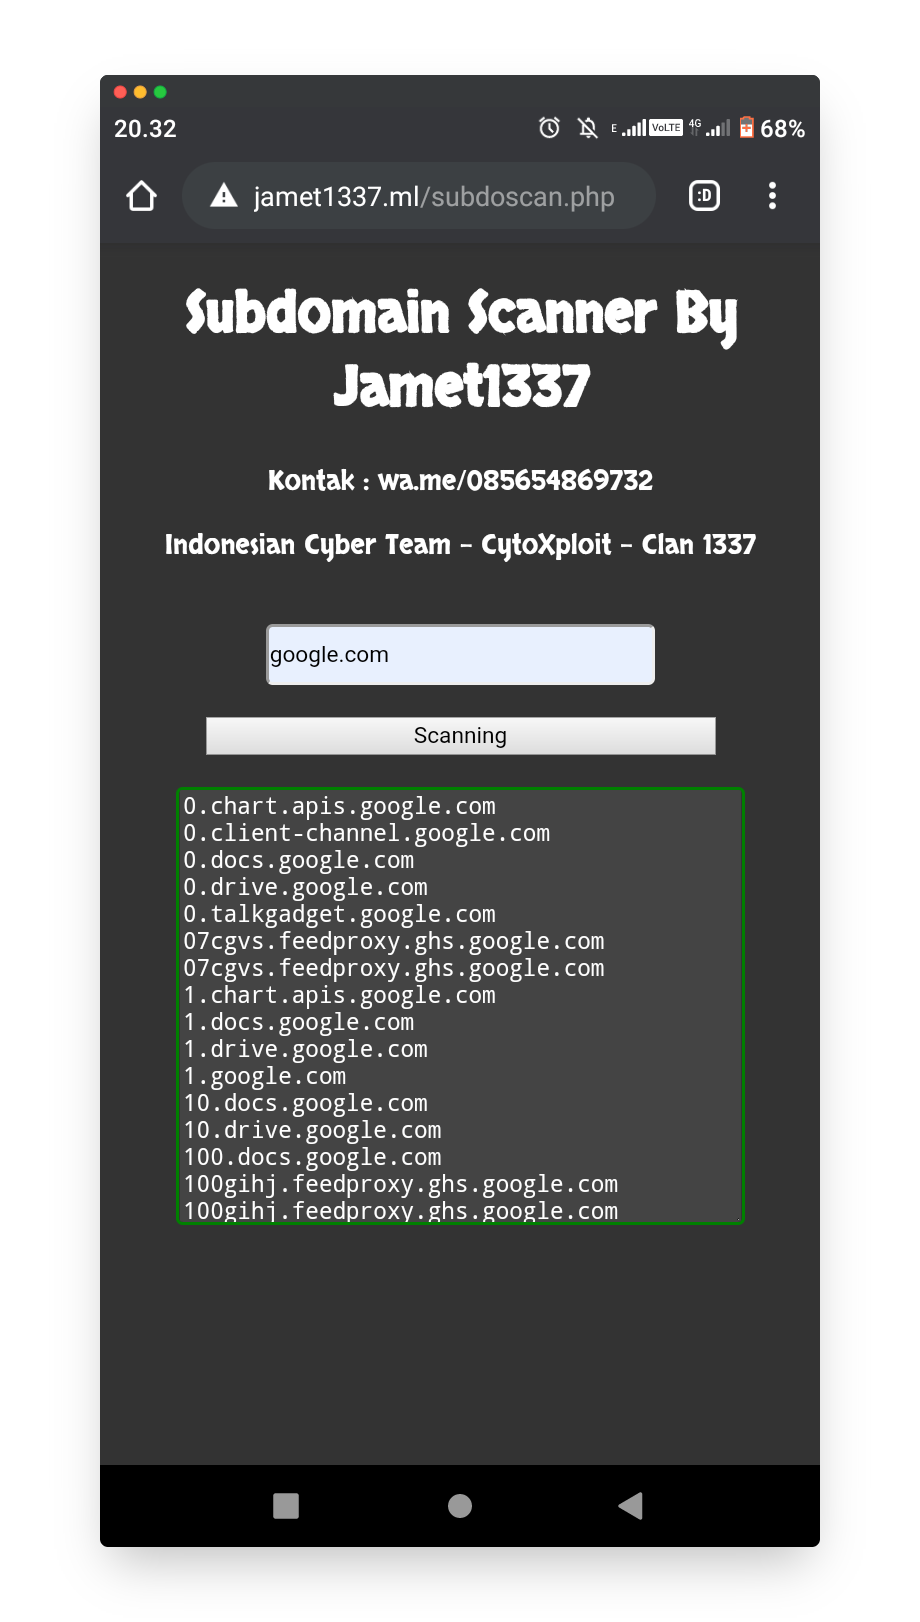 20.32
E VoLTE 4G 68%
jamet1337.ml/subdoscan.php
:D
Subdomain Scanner By
Jamet1337
Kontak : wa.me/085654869732
Indonesian Cyber Team - CytoXploit - Clan 1337
google.com
Scanning
0.chart.apis.google.com
0.client-channel.google.com
0.docs.google.com
0.drive.google.com
0.talkgadget.google.com
07cgvs.feedproxy.ghs.google.com
07cgvs.feedproxy.ghs.google.com
1.chart.apis.google.com
1.docs.google.com
1.drive.google.com
1.google.com
10.docs.google.com
10.drive.google.com
100.docs.google.com
100gihj.feedproxy.ghs.google.com
100gihj.feedproxy.ghs.google.com